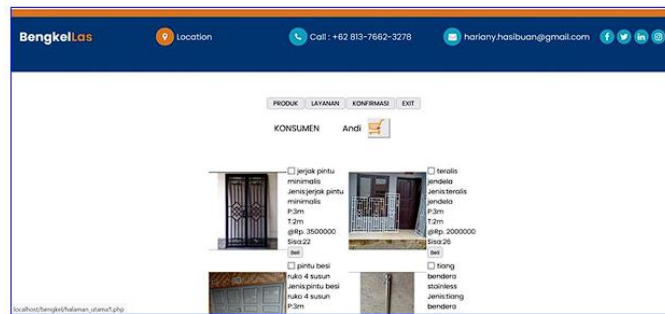 BengkelLas
Location
Call : +62 813-7662-3278
hariany.hasibuan@gmail.com
PRODUK LAYANAN KONFIRMASI EXIT
KONSUMEN Andi
jerjak pintu
minimalis
Jenis:jerjak pintu
minimalis
P:3m
T:2m
@Rp. 3500000
Sisa:22
Beli
teralis
jendela
Jenis:teralis
jendela
P:3m
T:2m
@Rp. 2000000
Sisa:26
Beli
pintu besi
ruko 4 susun
Jenis:pintu besi
ruko 4 susun
P:3m
tiang
bendera
stainless
Jenis:tiang
bendera
localhost/bengkel/halaman_utama1.php